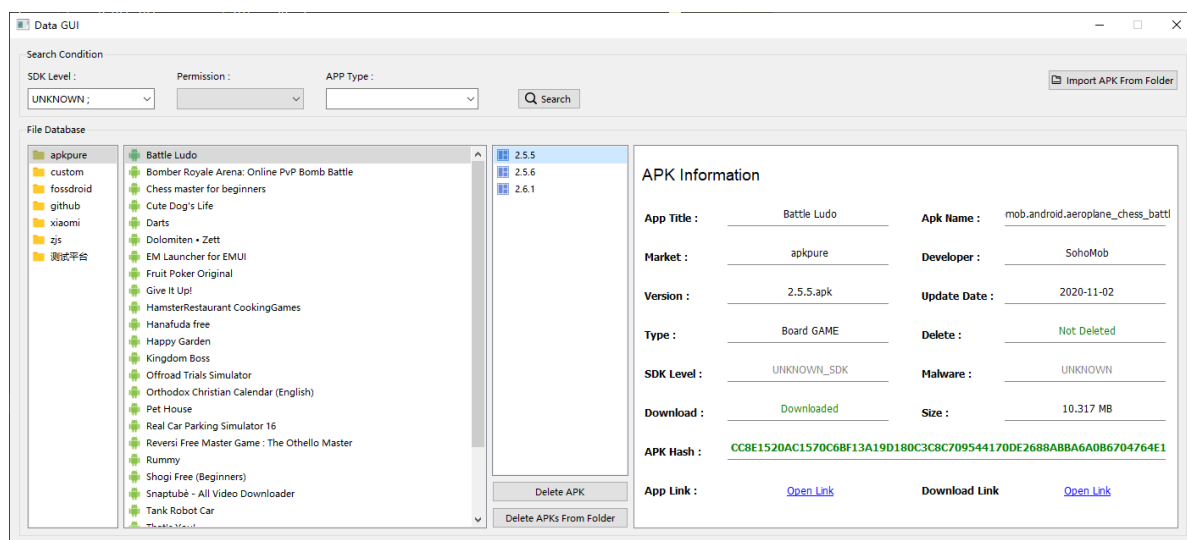 Data GUI
Search Condition
SDK Level :
Permission :
APP Type :
UNKNOWN ;
Search
Import APK From Folder
File Database
apkpure
custom
fossdroid
github
xiaomi
zjs
测试平台
Battle Ludo
Bomber Royale Arena: Online PvP Bomb Battle
Chess master for beginners
Cute Dog's Life
Darts
Dolomiten • Zett
EM Launcher for EMUI
Fruit Poker Original
Give It Up!
HamsterRestaurant CookingGames
Hanafuda free
Happy Garden
Kingdom Boss
Offroad Trials Simulator
Orthodox Christian Calendar (English)
Pet House
Real Car Parking Simulator 16
Reversi Free Master Game : The Othello Master
Rummy
Shogi Free (Beginners)
Snaptubè - All Video Downloader
Tank Robot Car
That's You!
2.5.5
2.5.6
2.6.1
Delete APK
Delete APKs From Folder
APK Information
App Title : Battle Ludo
Apk Name : mob.android.aeroplane_chess_battl
Market : apkpure
Developer : SohoMob
Version : 2.5.5.apk
Update Date : 2020-11-02
Type : Board GAME
Delete : Not Deleted
SDK Level : UNKNOWN_SDK
Malware : UNKNOWN
Download : Downloaded
Size : 10.317 MB
APK Hash : CC8E1520AC1570C6BF13A19D180C3C8C709544170DE2688ABBA6A0B6704764E1
App Link : Open Link
Download Link Open Link